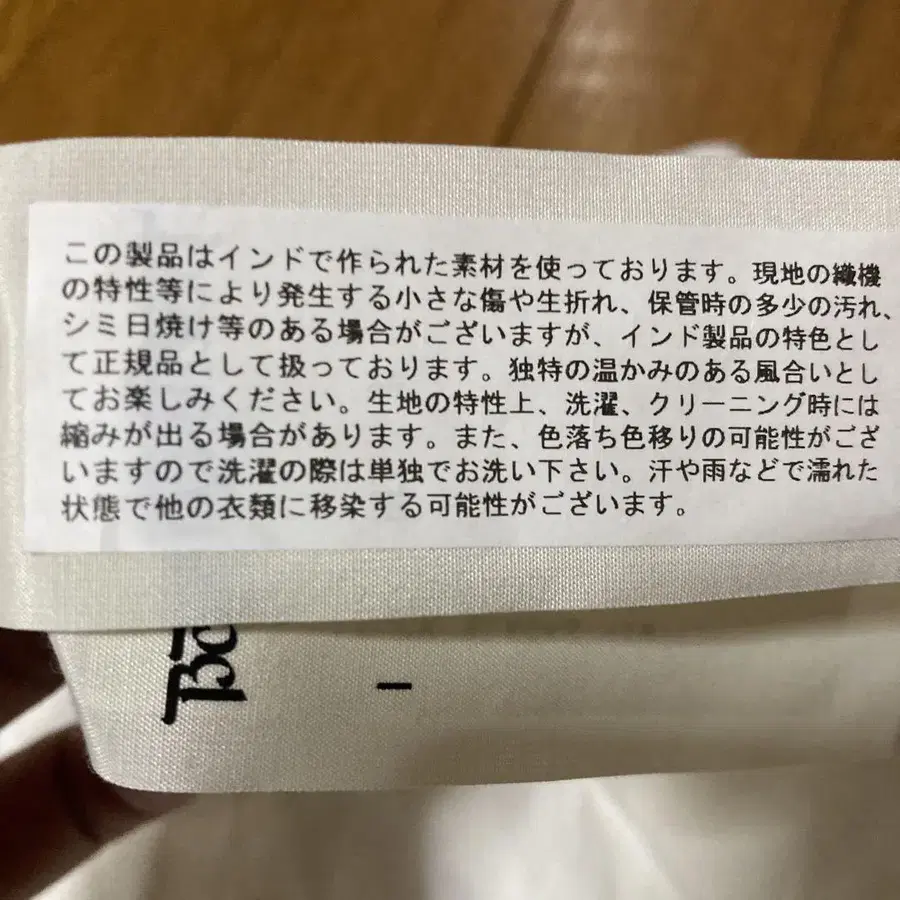 この製品はインドで作られた素材を使っております。現地の織機
の特性等により発生する小さな傷や生折れ、保管時の多少の汚れ、
シミ日焼け等のある場合がございますが、インド製品の特色とし
て正規品として扱っております。独特の温かみのある風合いとし
てお楽しみください。生地の特性上、洗濯、クリーニング時には
縮みが出る場合があります。また、色落ち色移りの可能性がござ
いますので洗濯の際は単独でお洗い下さい。汗や雨などで濡れた
状態で他の衣類に移染する可能性がございます。